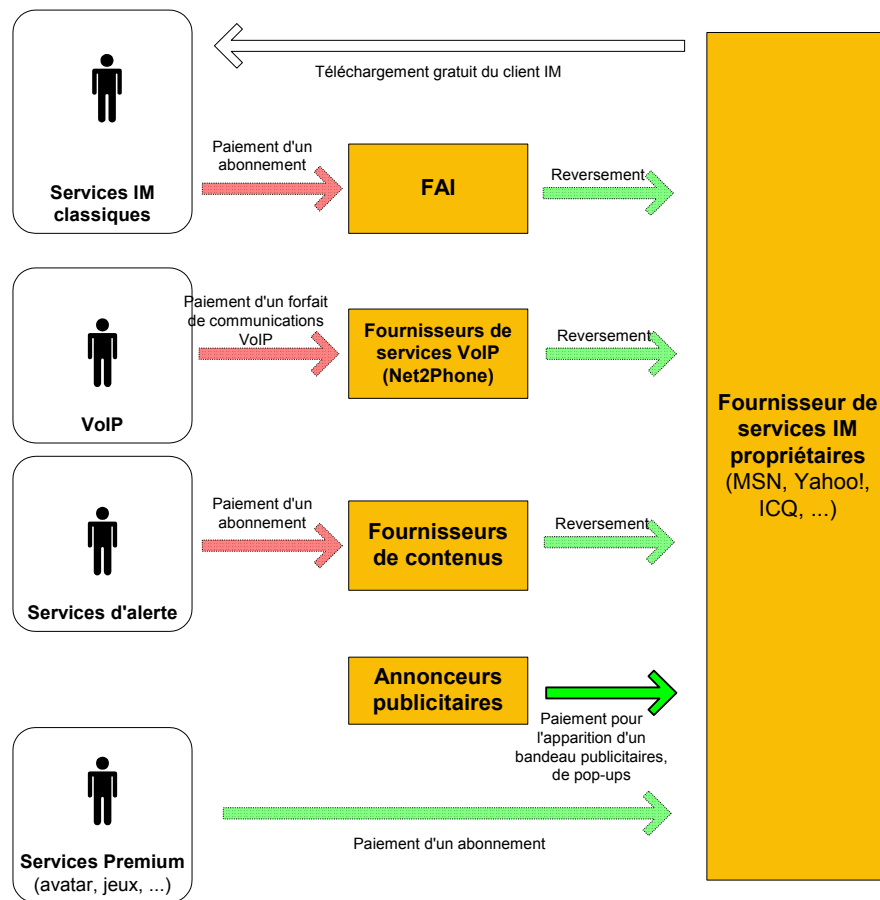 Téléchargement gratuit du client IM
Services IM
classiques
Paiement d'un
abonnement
FAI
Reversement
VoIP
Paiement d'un forfait
de communications
VoIP
Fournisseurs de
services VoIP
(Net2Phone)
Reversement
Services d'alerte
Paiement d'un
abonnement
Fournisseurs
de contenus
Reversement
Annonceurs
publicitaires
Paiement pour
l'apparition d'un
bandeau publicitaires,
de pop-ups
Services Premium
(avatar, jeux, ...)
Paiement d'un abonnement
Fournisseur de
services IM
propriétaires
(MSN, Yahoo!,
ICQ, ...)